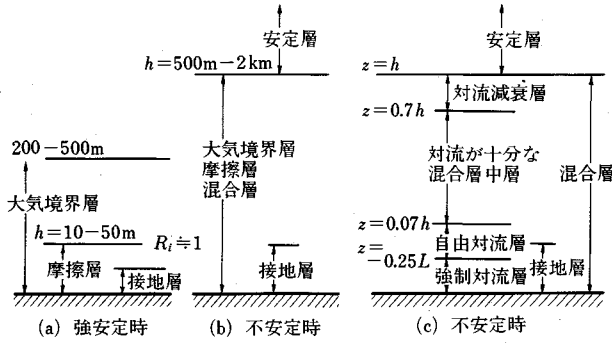 200-500m
大気境界層
h=10-50m
Ri≒1
摩擦層
接地層
(a) 強安定時
安定層
h=500m-2km
大気境界層
摩擦層
混合層
接地層
(b) 不安定時
安定層
z=h
対流減衰層
z=0.7h
対流が十分な
混合層中層
混合層
z=0.07h
自由対流層
z=
-0.25L
強制対流層
接地層
(c) 不安定時